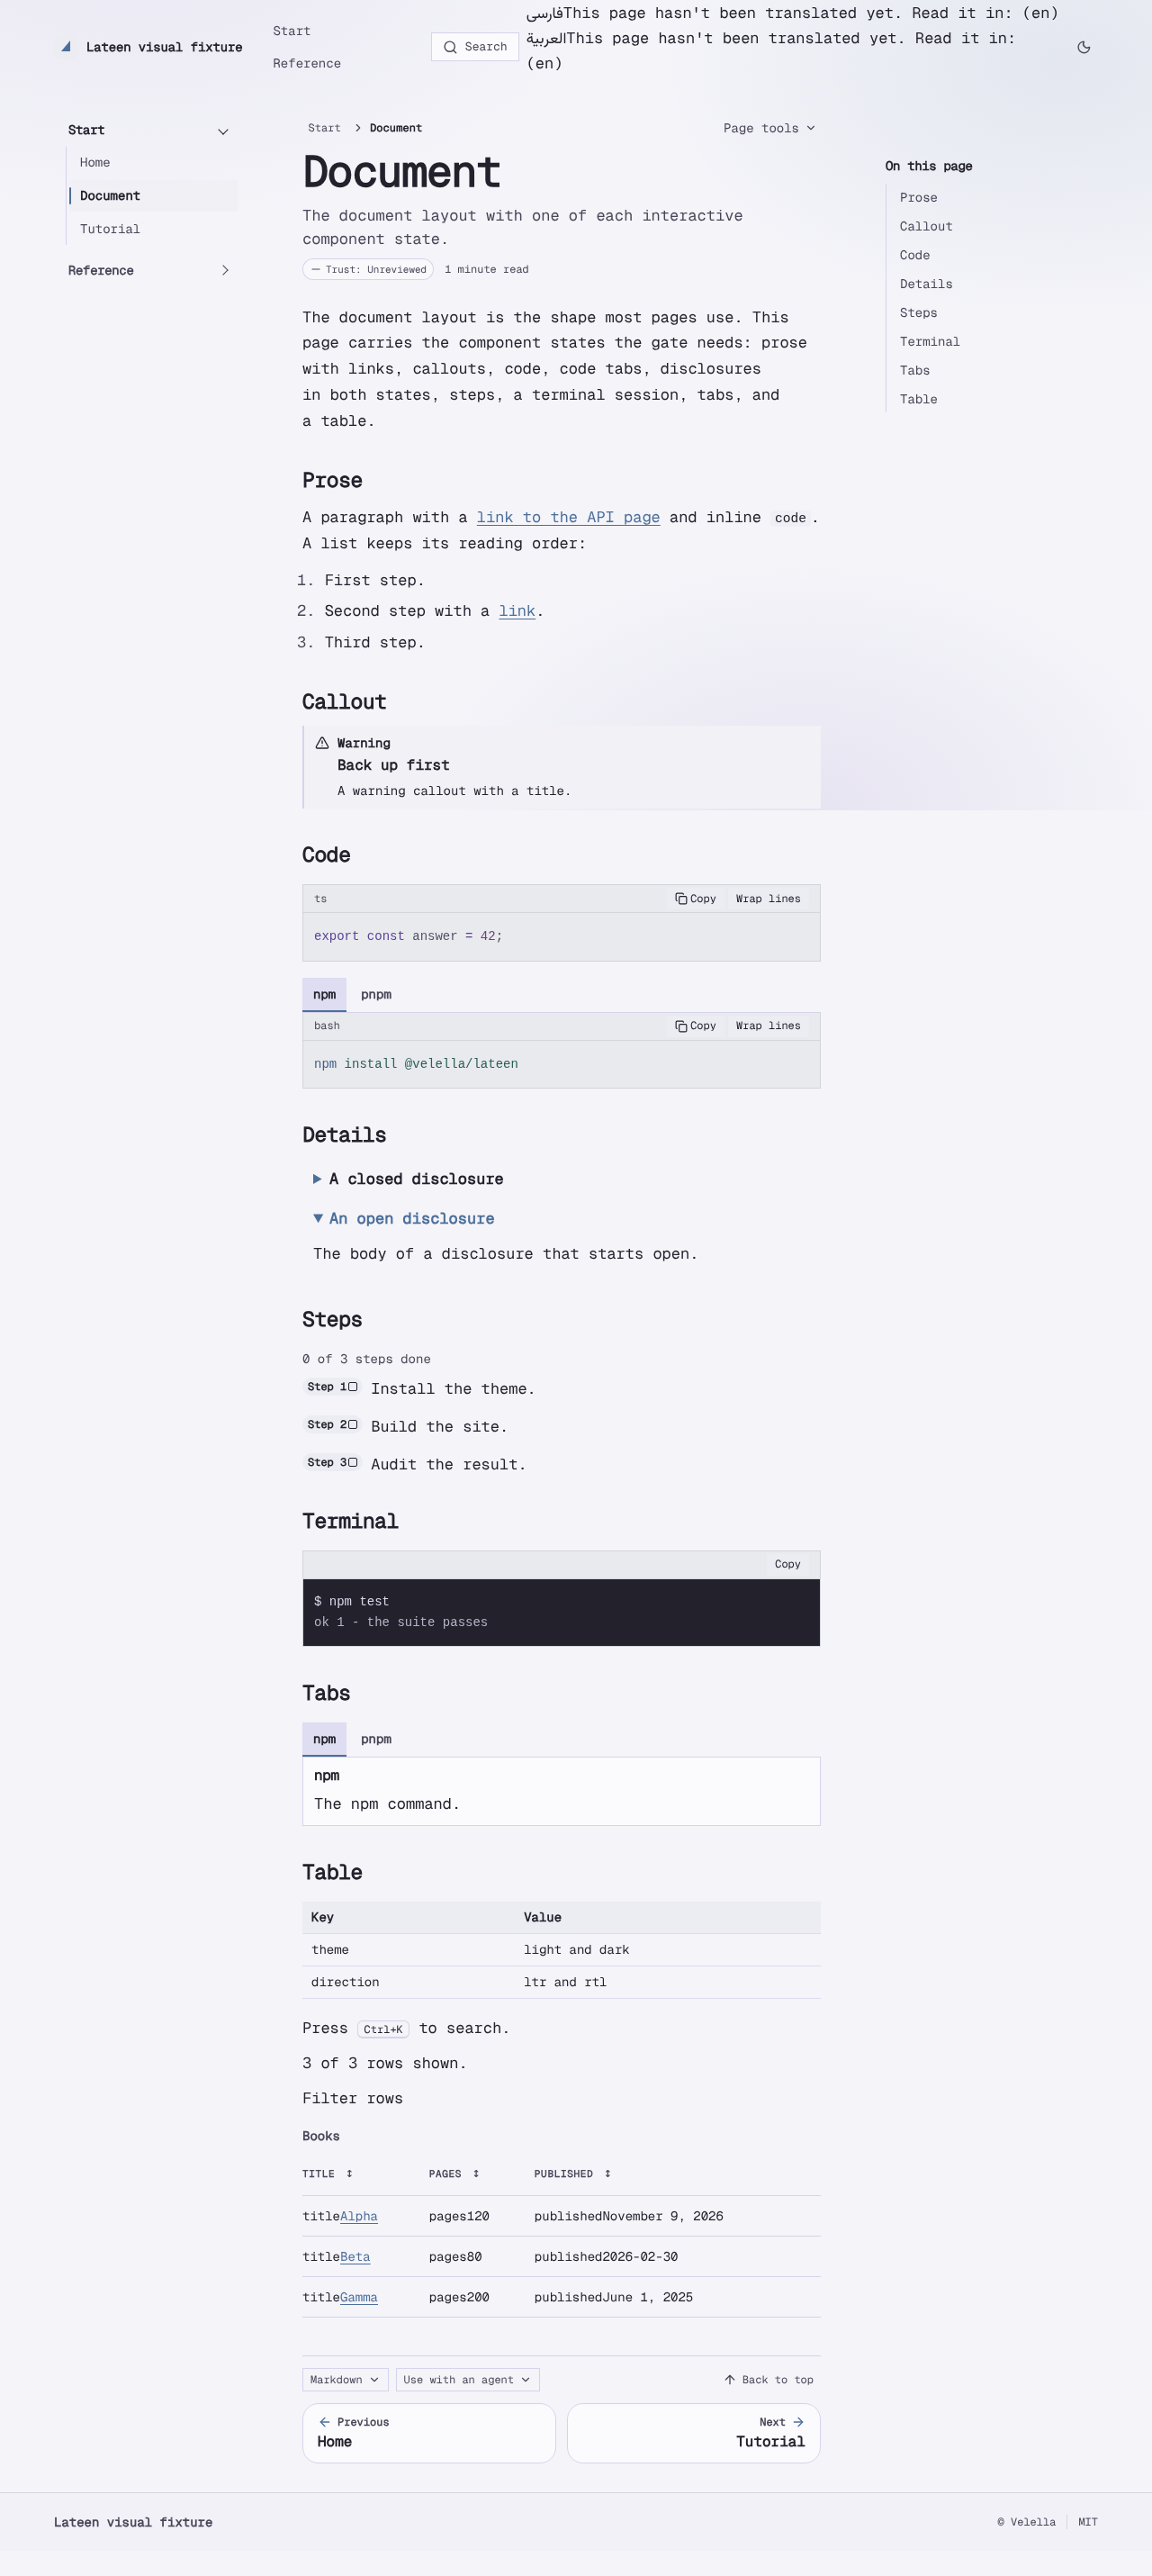 Lateen visual fixture
Start
Reference
Search
فارسیThis page hasn't been translated yet. Read it in: (en)
العربيةThis page hasn't been translated yet. Read it in:
(en)
Start
Home
Document
Tutorial
Reference
Start > Document
Page tools
Document
The document layout with one of each interactive
component state.
— Trust: Unreviewed
1 minute read
The document layout is the shape most pages use. This
page carries the component states the gate needs: prose
with links, callouts, code, code tabs, disclosures
in both states, steps, a terminal session, tabs, and
a table.
On this page
Prose
Callout
Code
Details
Steps
Terminal
Tabs
Table
Prose
A paragraph with a link to the API page and inline code.
A list keeps its reading order:
1. First step.
2. Second step with a link.
3. Third step.
Callout
Warning
Back up first
A warning callout with a title.
Code
ts
Copy
Wrap lines
export const answer = 42;
npm
pnpm
bash
Copy
Wrap lines
npm install @velella/lateen
Details
A closed disclosure
An open disclosure
The body of a disclosure that starts open.
Steps
0 of 3 steps done
Step 1 Install the theme.
Step 2 Build the site.
Step 3 Audit the result.
Terminal
Copy
$ npm test
ok 1 - the suite passes
Tabs
npm
pnpm
npm
The npm command.
Table
Key Value
theme light and dark
direction ltr and rtl
Press Ctrl+K to search.
3 of 3 rows shown.
Filter rows
Books
TITLE ↕ PAGES ↕ PUBLISHED ↕
titleAlpha pages120 publishedNovember 9, 2026
titleBeta pages80 published2026-02-30
titleGamma pages200 publishedJune 1, 2025
Markdown
Use with an agent
Back to top
Previous
Home
Next
Tutorial
Lateen visual fixture
© Velella
MIT